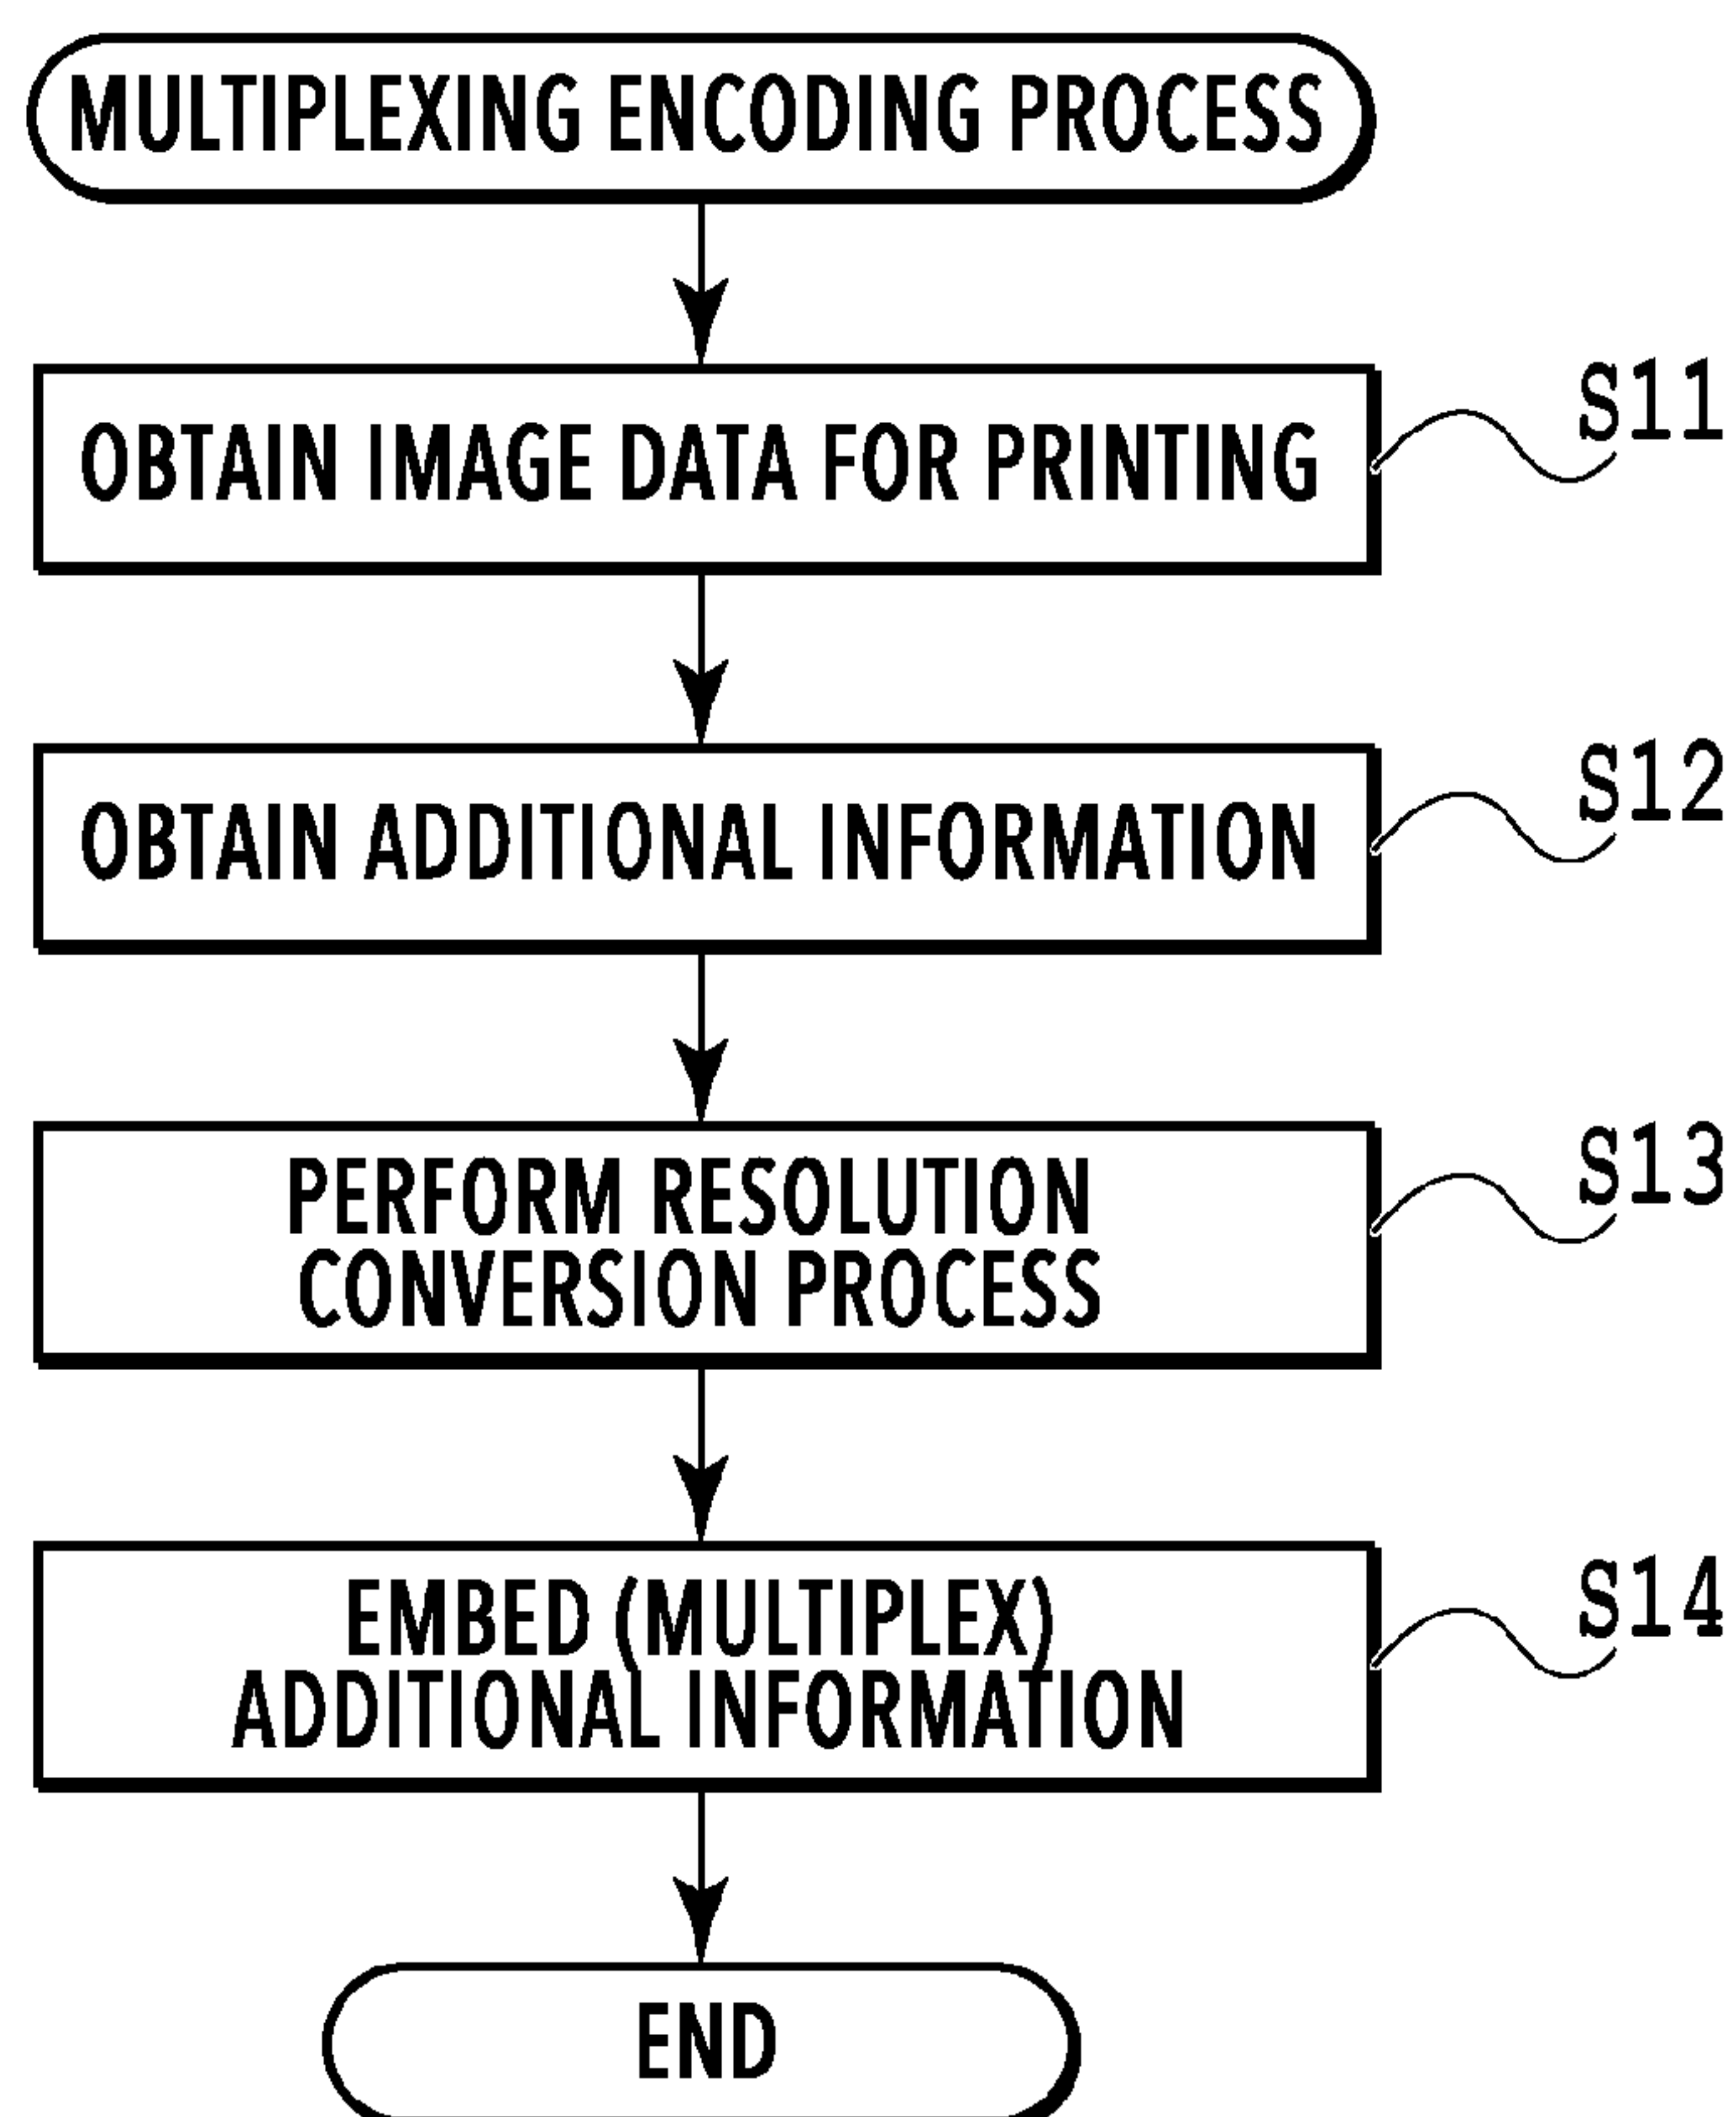 MULTIPLEXING ENCODING PROCESS
OBTAIN IMAGE DATA FOR PRINTING
S11
OBTAIN ADDITIONAL INFORMATION
S12
PERFORM RESOLUTION
CONVERSION PROCESS
S13
EMBED (MULTIPLEX)
ADDITIONAL INFORMATION
S14
END